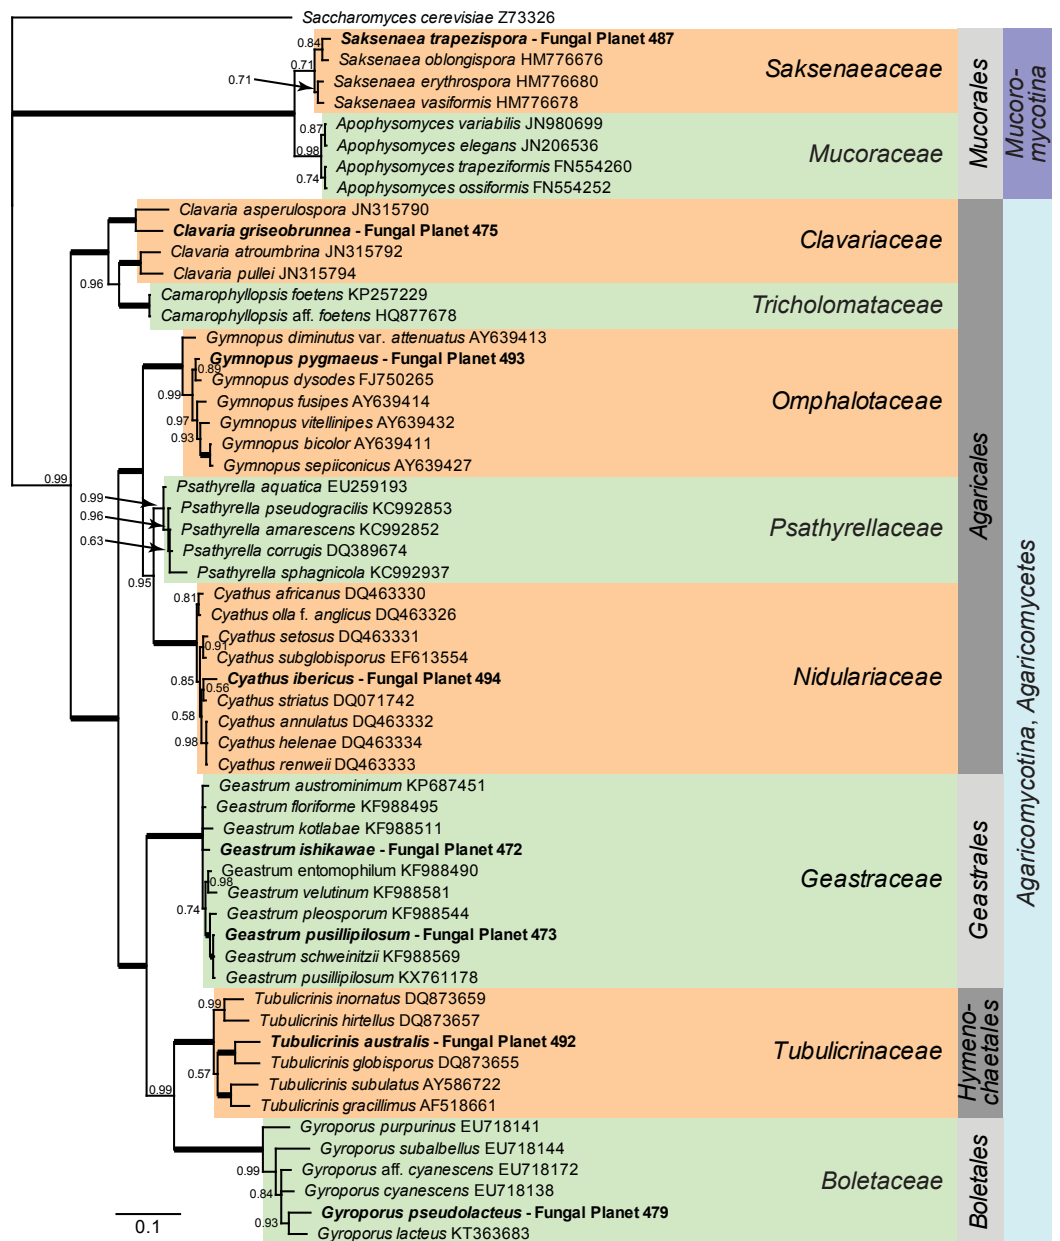 Saccharomyces cerevisiae Z73326
0.84
Saksenaea trapezispora - Fungal Planet 487
0.71
Saksenaea oblongispora HM776676
0.71
Saksenaea erythrospora HM776680
Saksenaea vasiformis HM776678
Saksenaeaceae
0.87
Apophysomyces variabilis JN980699
0.98
Apophysomyces elegans JN206536
0.74
Apophysomyces trapeziformis FN554260
Apophysomyces ossiformis FN554252
Mucoraceae
Mucorales
Mucoro-
mycotina
Clavaria asperulospora JN315790
Clavaria griseobrunnea - Fungal Planet 475
Clavaria atroumbrina JN315792
Clavaria pullei JN315794
0.96
Clavariaceae
Camarophyllopsis foetens KP257229
Camarophyllopsis aff. foetens HQ877678
Tricholomataceae
Gymnopus diminutus var. attenuatus AY639413
Gymnopus pygmaeus - Fungal Planet 493
0.89
Gymnopus dysodes FJ750265
0.99
Gymnopus fusipes AY639414
0.97
Gymnopus vitellinipes AY639432
0.93
Gymnopus bicolor AY639411
Gymnopus sepiiconicus AY639427
Omphalotaceae
0.99
Psathyrella aquatica EU259193
0.99
Psathyrella pseudogracilis KC992853
0.96
Psathyrella amarescens KC992852
0.63
Psathyrella corrugis DQ389674
Psathyrella sphagnicola KC992937
0.95
Psathyrellaceae
0.81
Cyathus africanus DQ463330
Cyathus olla f. anglicus DQ463326
Cyathus setosus DQ463331
0.91
Cyathus subglobisporus EF613554
0.85
Cyathus ibericus - Fungal Planet 494
0.56
Cyathus striatus DQ071742
0.58
Cyathus annulatus DQ463332
0.98
Cyathus helenae DQ463334
Cyathus renweii DQ463333
Nidulariaceae
Agaricales
Geastrum austrominimum KP687451
Geastrum floriforme KF988495
Geastrum kotlabae KF988511
Geastrum ishikawae - Fungal Planet 472
Geastrum entomophilum KF988490
0.98
Geastrum velutinum KF988581
0.74
Geastrum pleosporum KF988544
Geastrum pusillipilosum - Fungal Planet 473
Geastrum schweinitzii KF988569
Geastrum pusillipilosum KX761178
Geastraceae
Geastrales
0.99
Tubulicrinis inornatus DQ873659
Tubulicrinis hirtellus DQ873657
Tubulicrinis australis - Fungal Planet 492
Tubulicrinis globisporus DQ873655
0.57
Tubulicrinis subulatus AY586722
Tubulicrinis gracillimus AF518661
0.99
Tubulicrinaceae
Hymeno-
chaetales
Gyroporus purpurinus EU718141
Gyroporus subalbellus EU718144
0.99
Gyroporus aff. cyanescens EU718172
0.84
Gyroporus cyanescens EU718138
Gyroporus pseudolacteus - Fungal Planet 479
0.93
Gyroporus lacteus KT363683
Boletaceae
Boletales
Agaricomycotina, Agaricomycetes
0.1